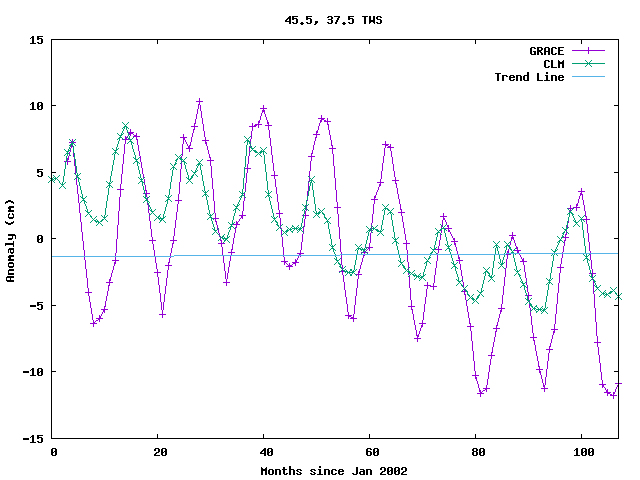 45.5, 37.5 TWS
GRACE
CLM
Trend Line
15
10
5
0
-5
-10
-15
Anomaly (cm)
0 20 40 60 80 100
Months since Jan 2002